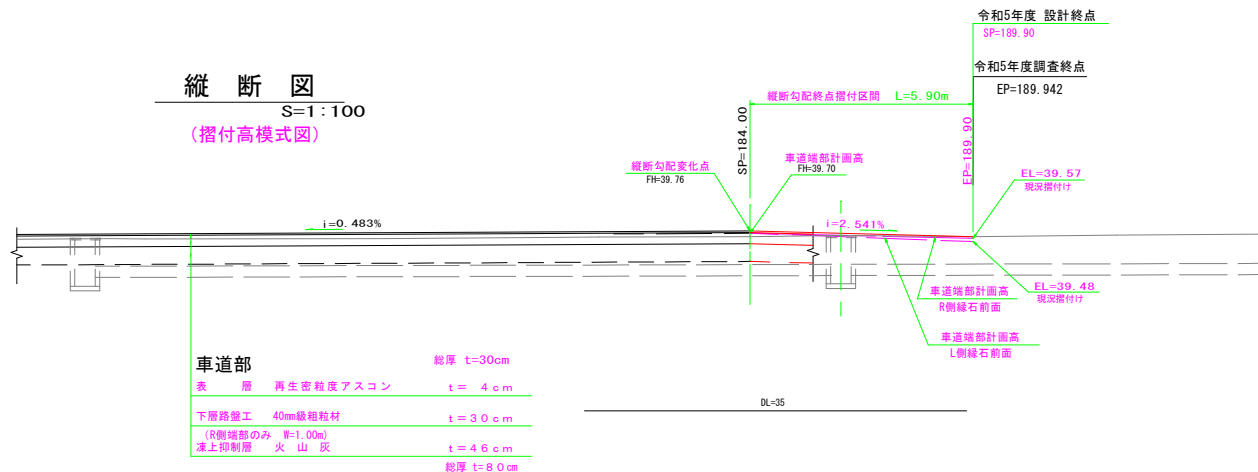 令和5年度 設計終点
SP=189.90
令和5年度調査終点
EP=189.942
縦断図
S=1:100
(摺付高模式図)
縦断勾配終点摺付区間 L=5.90m
SP=184.00
EP=189.90
縦断勾配変化点
FH=39.76
車道端部計画高
FH=39.70
EL=39.57
現況摺付け
i=0.483%
i=2.541%
車道端部計画高
R側縁石前面
EL=39.48
現況摺付け
車道端部計画高
L側縁石前面
車道部 総厚 t=30cm
表層 再生密粒度アスコン t= 4cm
下層路盤工 40mm級粗粒材 t=30cm
(R側端部のみ W=1.00m)
凍上抑制層 火山灰 t=46cm
総厚 t=80cm
DL=35